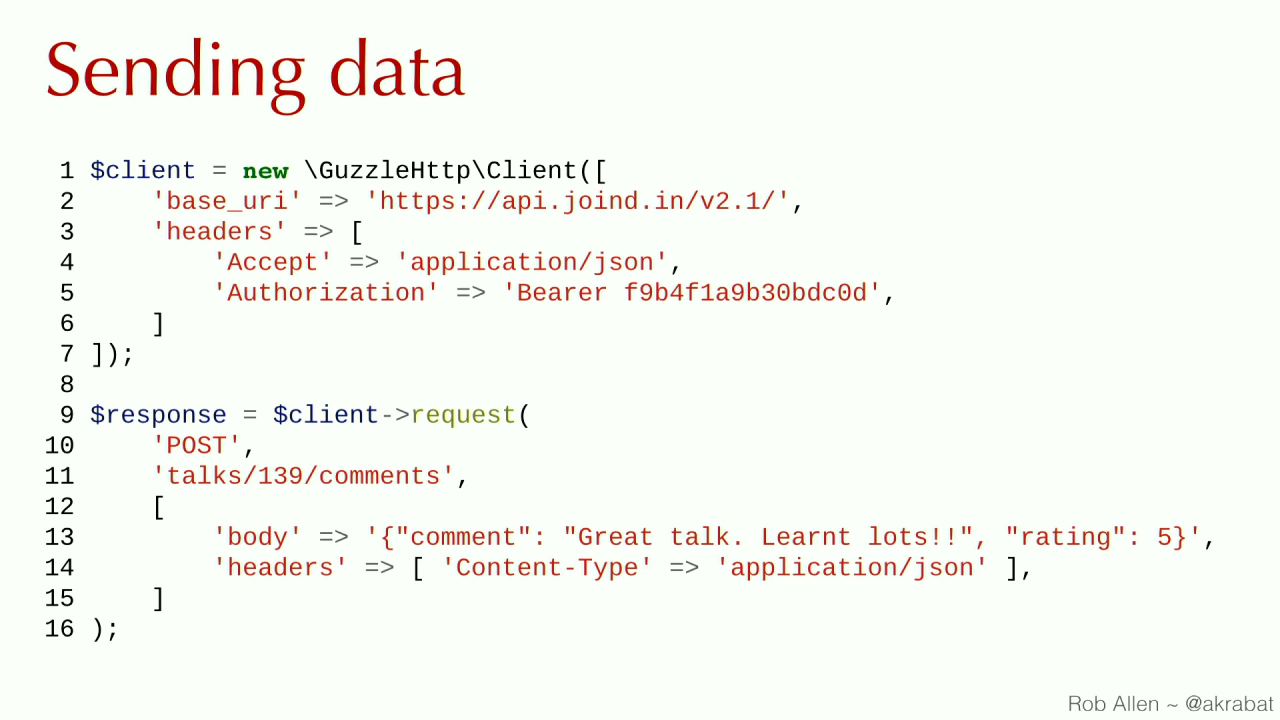 Sending data
1 $client = new \GuzzleHttp\Client([
2     'base_uri' => 'https://api.joind.in/v2.1/',
3     'headers' => [
4         'Accept' => 'application/json',
5         'Authorization' => 'Bearer f9b4f1a9b30bdc0d',
6     ]
7 ]);
8
9 $response = $client->request(
10     'POST',
11     'talks/139/comments',
12     [
13         'body' => '{"comment": "Great talk. Learnt lots!!", "rating": 5}',
14         'headers' => [ 'Content-Type' => 'application/json' ],
15     ]
16 );
Rob Allen ~ @akrabat